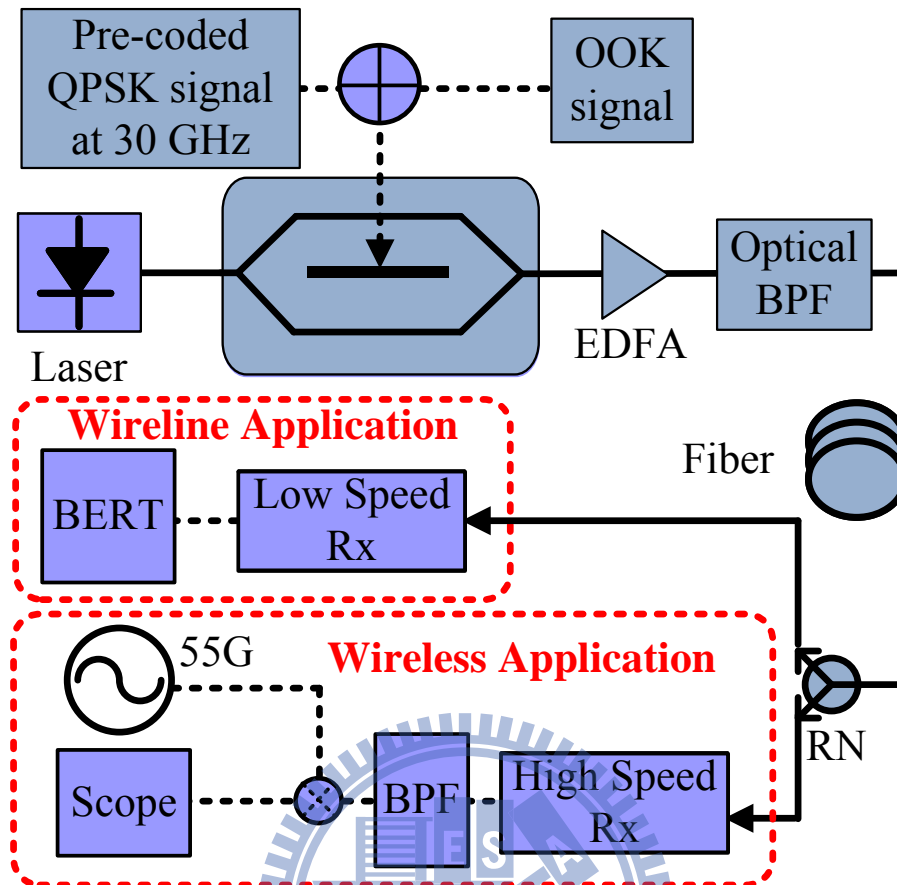 Pre-coded
QPSK signal
at 30 GHz
OOK
signal
Optical
BPF
EDFA
Laser
Wireline Application
Fiber
BERT
Low Speed
Rx
55G
Wireless Application
RN
Scope
BPF
High Speed
Rx
E S A